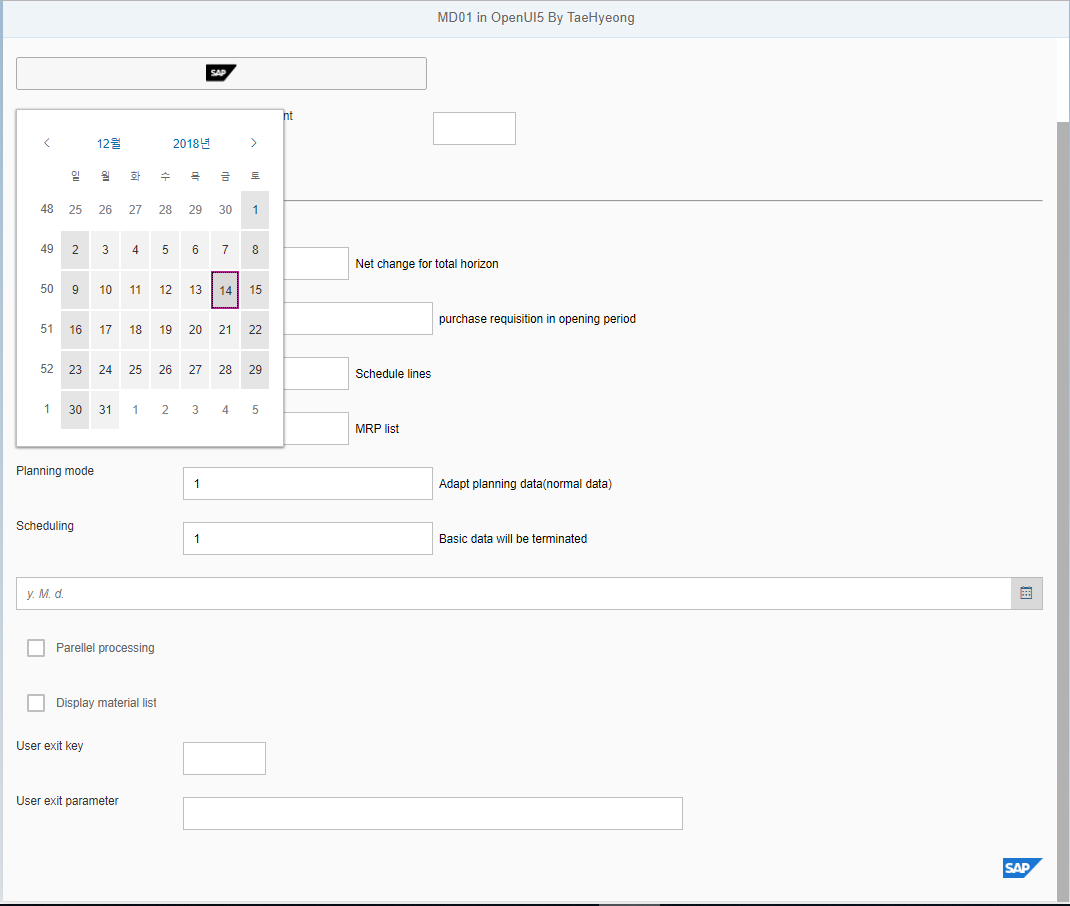 MD01 in OpenUI5 By TaeHyeong
SAP
nt
12월 2018년
일 월 화 수 목 금 토
48 25 26 27 28 29 30 1
49 2 3 4 5 6 7 8
50 9 10 11 12 13 14 15
51 16 17 18 19 20 21 22
52 23 24 25 26 27 28 29
1 30 31 1 2 3 4 5
Net change for total horizon
purchase requisition in opening period
Schedule lines
MRP list
Planning mode
1 Adapt planning data(normal data)
Scheduling
1 Basic data will be terminated
y. M. d.
Parellel processing
Display material list
User exit key
User exit parameter
SAP